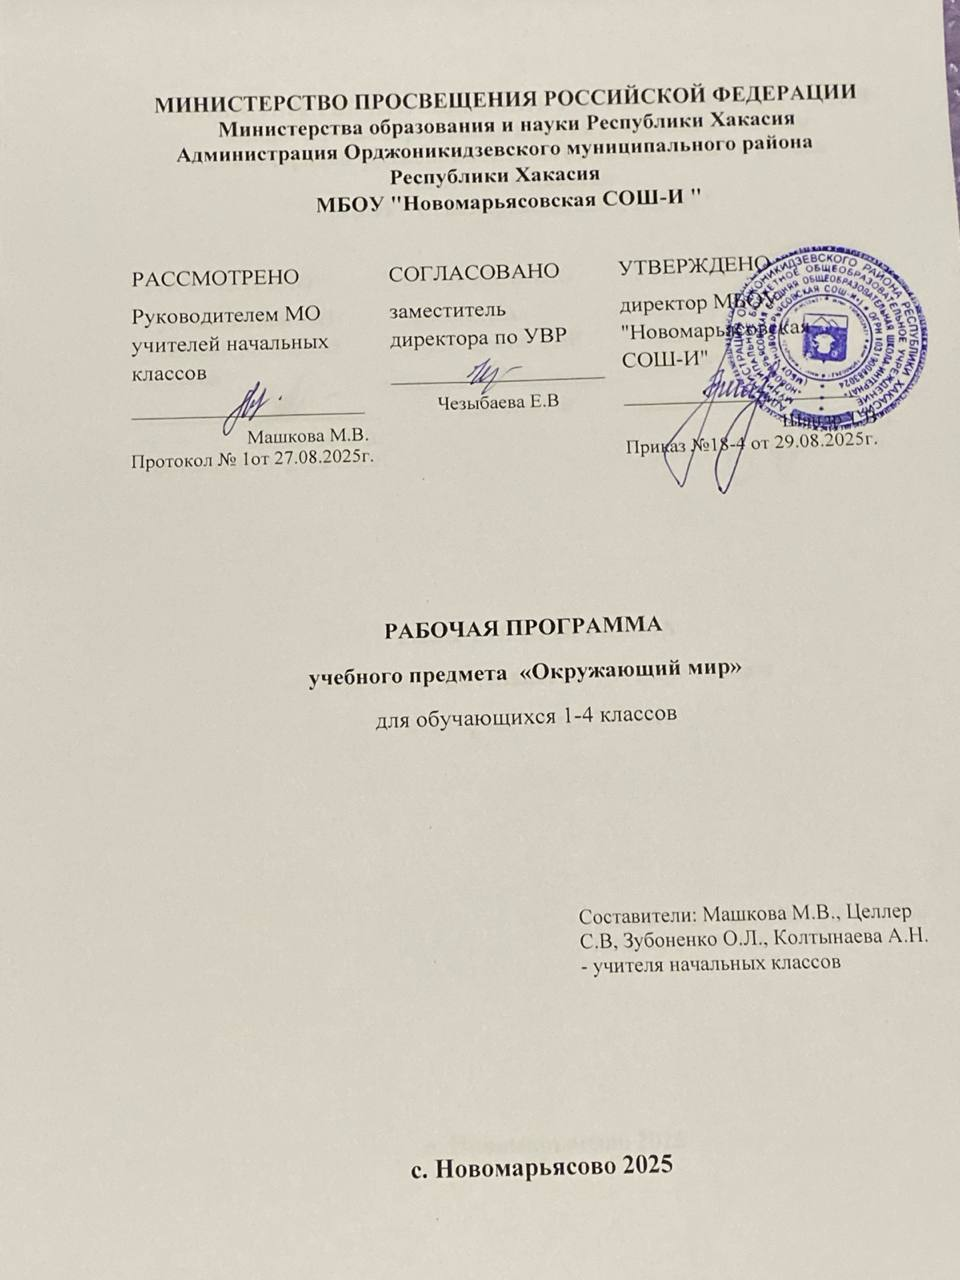 МИНИСТЕРСТВО ПРОСВЕЩЕНИЯ РОССИЙСКОЙ ФЕДЕРАЦИИ
Министерства образования и науки Республики Хакасия
Администрация Орджоникидзевского муниципального района
Республики Хакасия
МБОУ "Новомарьясовская СОШ-И "
РАССМОТРЕНО
Руководителем МО
учителей начальных
классов
Машкова М.В.
Протокол № 1от 27.08.2025г.
СОГЛАСОВАНО
заместитель
директора по УВР
Чезыбаева Е.В
УТВЕРЖДЕНО
директор МБОУ
"Новомарьясовская
СОШ-И"
Приказ №18-4 от 29.08.2025г.
РАБОЧАЯ ПРОГРАММА
учебного предмета «Окружающий мир»
для обучающихся 1-4 классов
Составители: Машкова М.В., Целлер
С.В, Зубоненко О.Л., Колтынаева А.Н.
- учителя начальных классов
с. Новомарьясово 2025